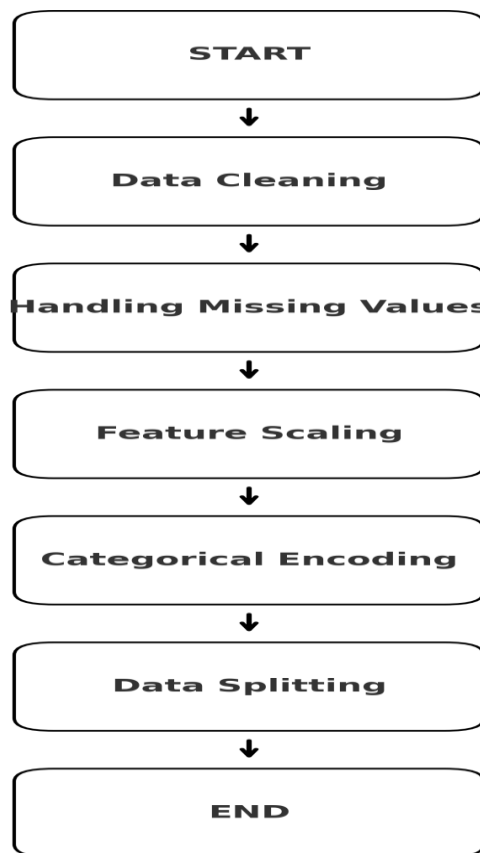 START
Data Cleaning
Handling Missing Values
Feature Scaling
Categorical Encoding
Data Splitting
END